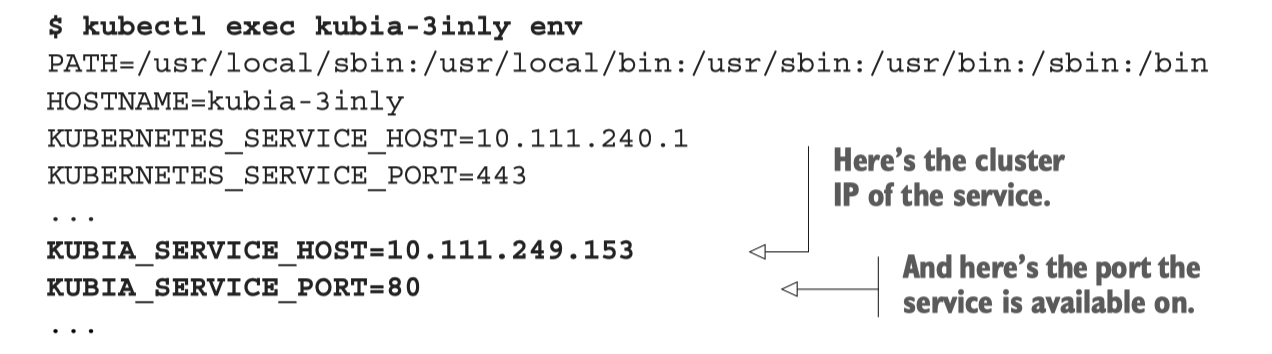 $ kubectl exec kubia-3inly env
PATH=/usr/local/sbin:/usr/local/bin:/usr/sbin:/usr/bin:/sbin:/bin
HOSTNAME=kubia-3inly
KUBERNETES_SERVICE_HOST=10.111.240.1
KUBERNETES_SERVICE_PORT=443
...
KUBIA_SERVICE_HOST=10.111.249.153
KUBIA_SERVICE_PORT=80
...
Here's the cluster
IP of the service.
And here's the port the
service is available on.